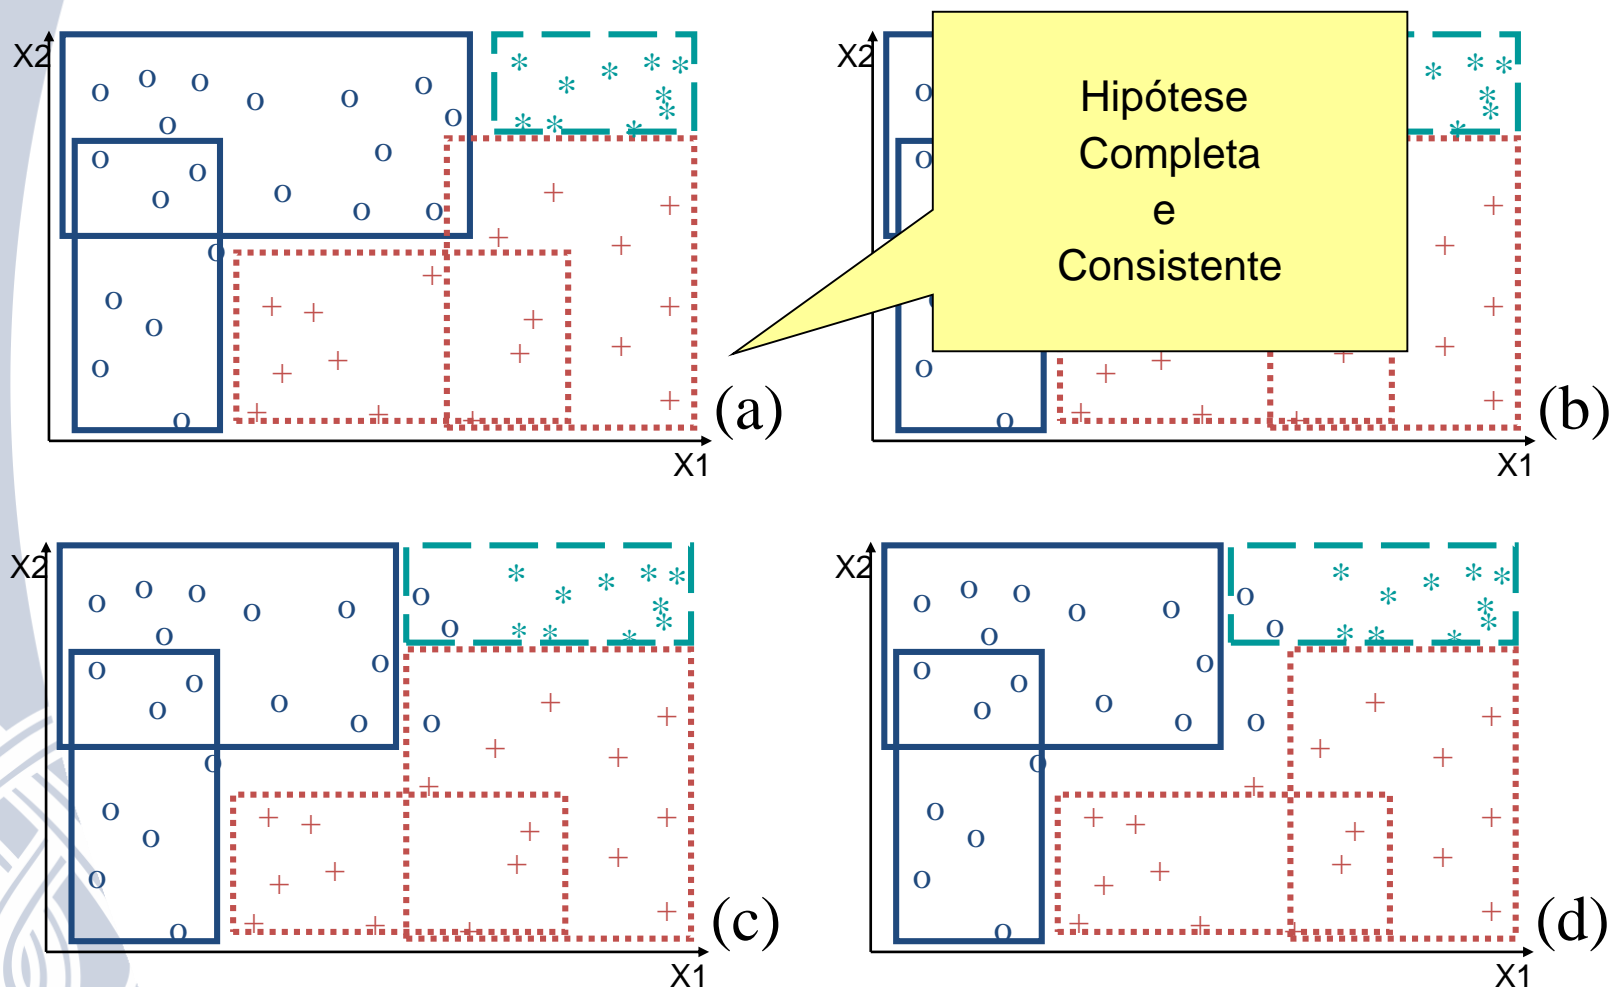 X2
X1
(a)
X2
X1
(b)
Hipótese
Completa
e
Consistente
X2
X1
(c)
X2
X1
(d)